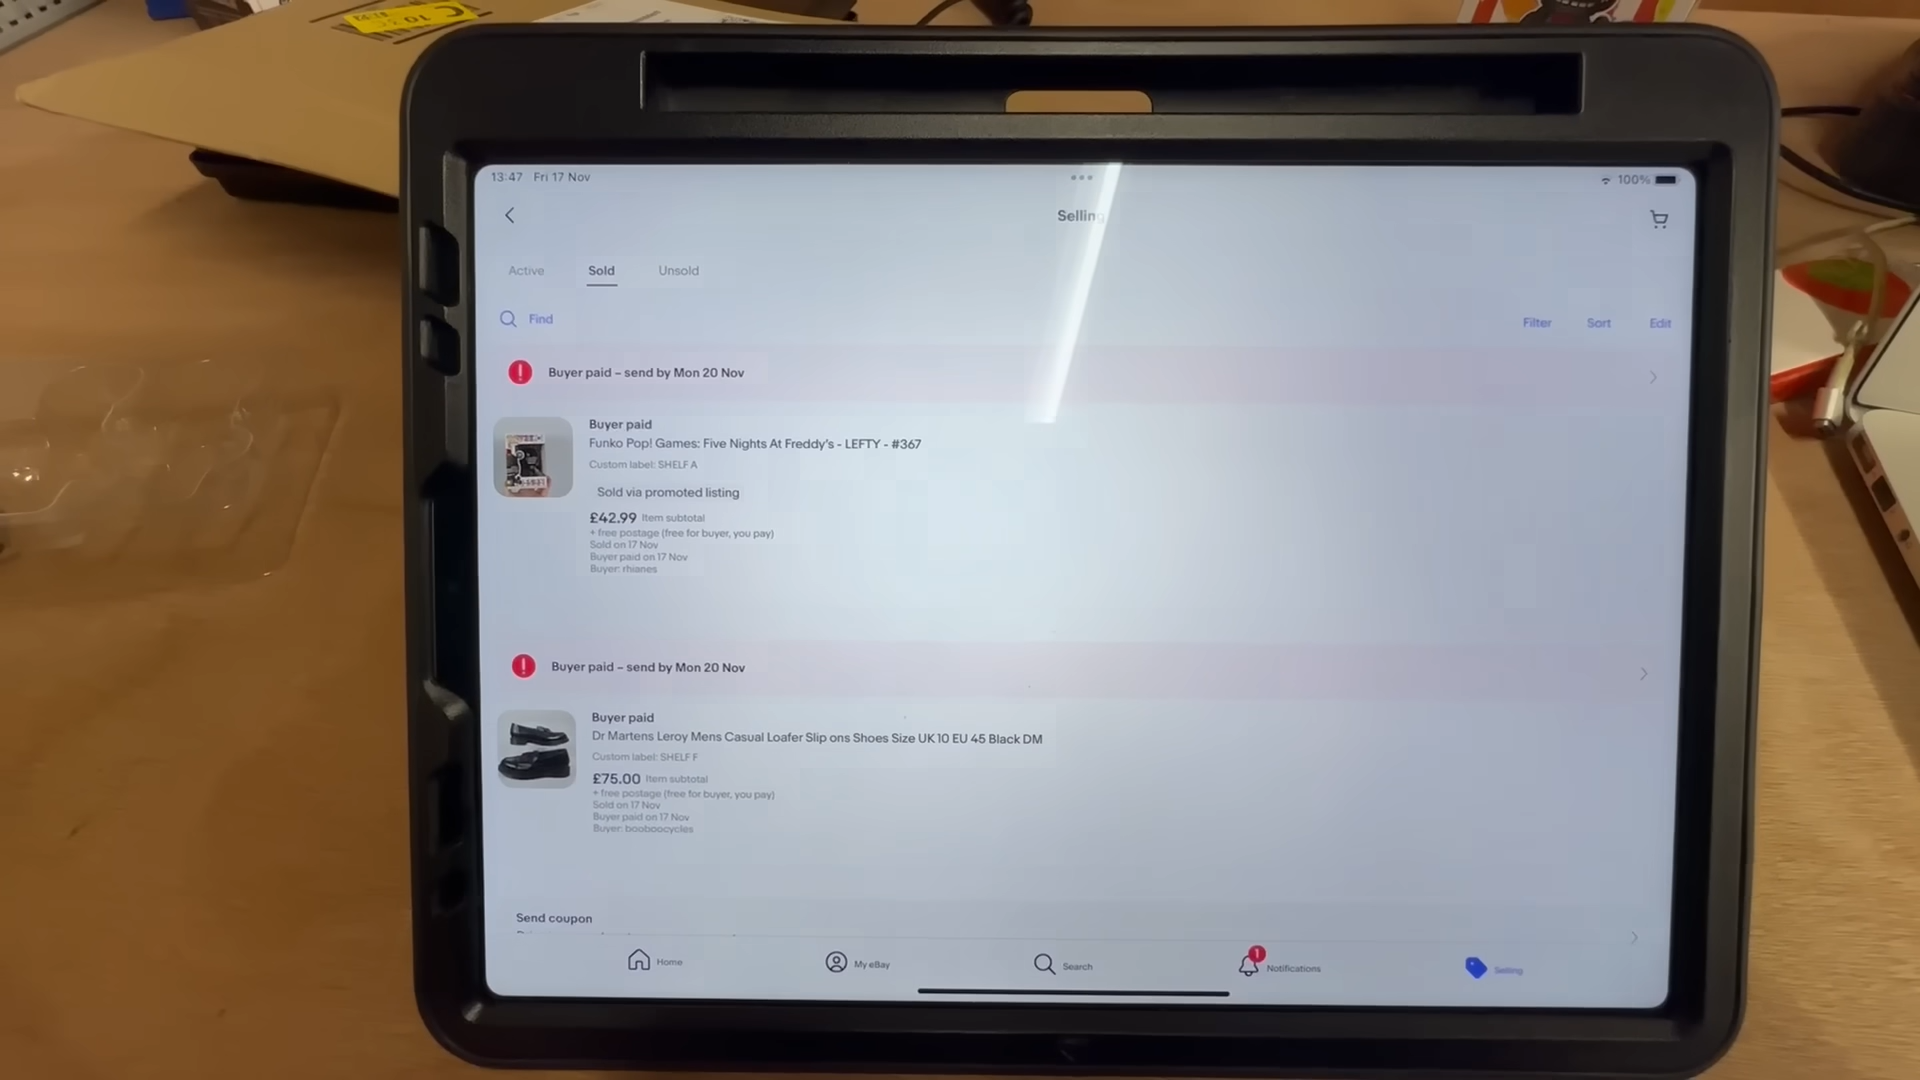 13:47 Fri 17 Nov
100%
Selling
Active Sold Unsold
Find
Filter Sort Edit
Buyer paid – send by Mon 20 Nov
Buyer paid
Funko Pop! Games: Five Nights At Freddy's - LEFTY - #367
Custom label: SHELF A
Sold via promoted listing
£42.99 Item subtotal
+ free postage (free for buyer, you pay)
Sold on 17 Nov
Buyer paid on 17 Nov
Buyer: rhianes
Buyer paid – send by Mon 20 Nov
Buyer paid
Dr Martens Leroy Mens Casual Loafer Slip ons Shoes Size UK 10 EU 45 Black DM
Custom label: SHELF F
£75.00 Item subtotal
+ free postage (free for buyer, you pay)
Sold on 17 Nov
Buyer paid on 17 Nov
Buyer: booboocycles
Send coupon
Home My eBay Search 1 Notifications Selling